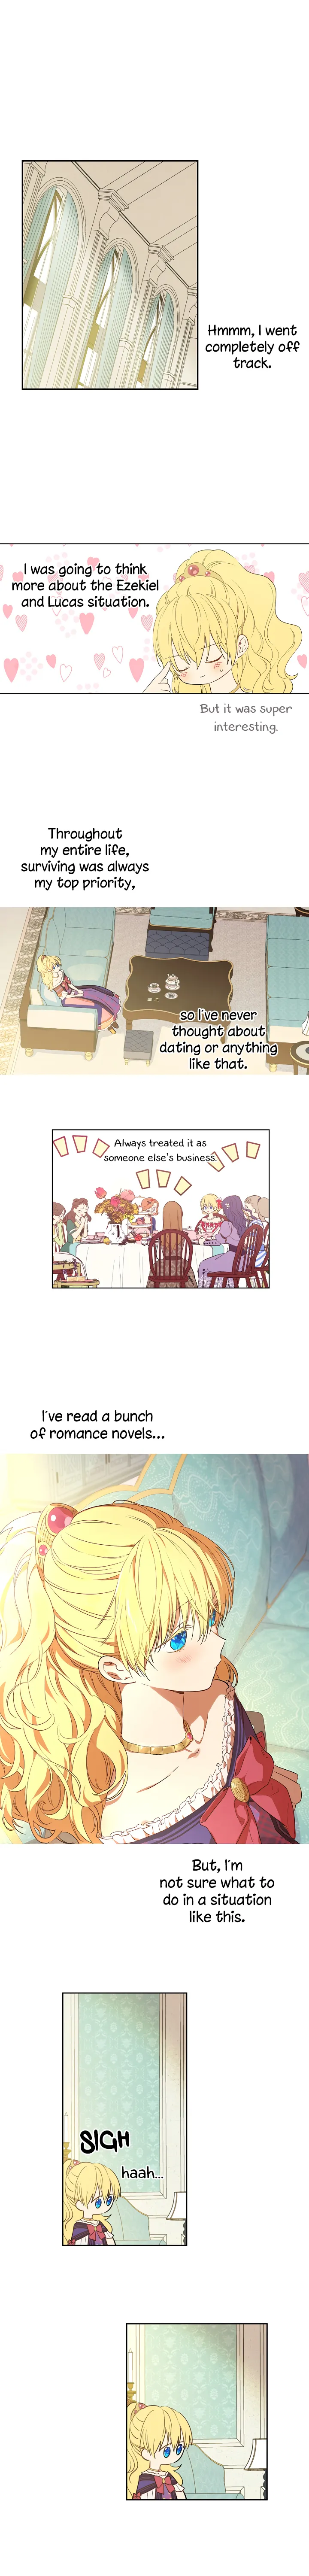 Hmmm, I went
completely off
track.
I was going to think
more about the Ezekiel
and Lucas situation.
But it was super
interesting.
Throughout
my entire life,
surviving was always
my top priority,
so I've never
thought about
dating or anything
like that.
Always treated it as
someone else's business.
I've read a bunch
of romance novels...
But, I'm
not sure what to
do in a situation
like this.
SIGH
haah...